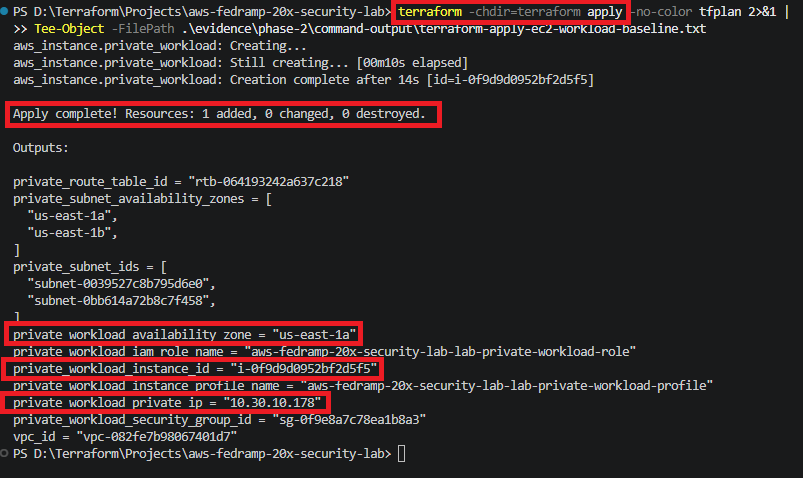 PS D:\Terraform\Projects\aws-fedramp-20x-security-lab> terraform -chdir=terraform apply -no-color tfplan 2>&1 |
>> Tee-Object -FilePath .\evidence\phase-2\command-output\terraform-apply-ec2-workload-baseline.txt
aws_instance.private_workload: Creating...
aws_instance.private_workload: Still creating... [00m10s elapsed]
aws_instance.private_workload: Creation complete after 14s [id=i-0f9d9d0952bf2d5f5]
Apply complete! Resources: 1 added, 0 changed, 0 destroyed.
Outputs:
private_route_table_id = "rtb-064193242a637c218"
private_subnet_availability_zones = [
  "us-east-1a",
  "us-east-1b",
]
private_subnet_ids = [
  "subnet-0039527c8b795d6e0",
  "subnet-0bb614a72b8c7f458",
]
private_workload_availability_zone = "us-east-1a"
private_workload_iam_role_name = "aws-fedramp-20x-security-lab-lab-private-workload-role"
private_workload_instance_id = "i-0f9d9d0952bf2d5f5"
private_workload_instance_profile_name = "aws-fedramp-20x-security-lab-lab-private-workload-profile"
private_workload_private_ip = "10.30.10.178"
private_workload_security_group_id = "sg-0f9e8a7c78ea1b8a3"
vpc_id = "vpc-082fe7b98067401d7"
PS D:\Terraform\Projects\aws-fedramp-20x-security-lab>